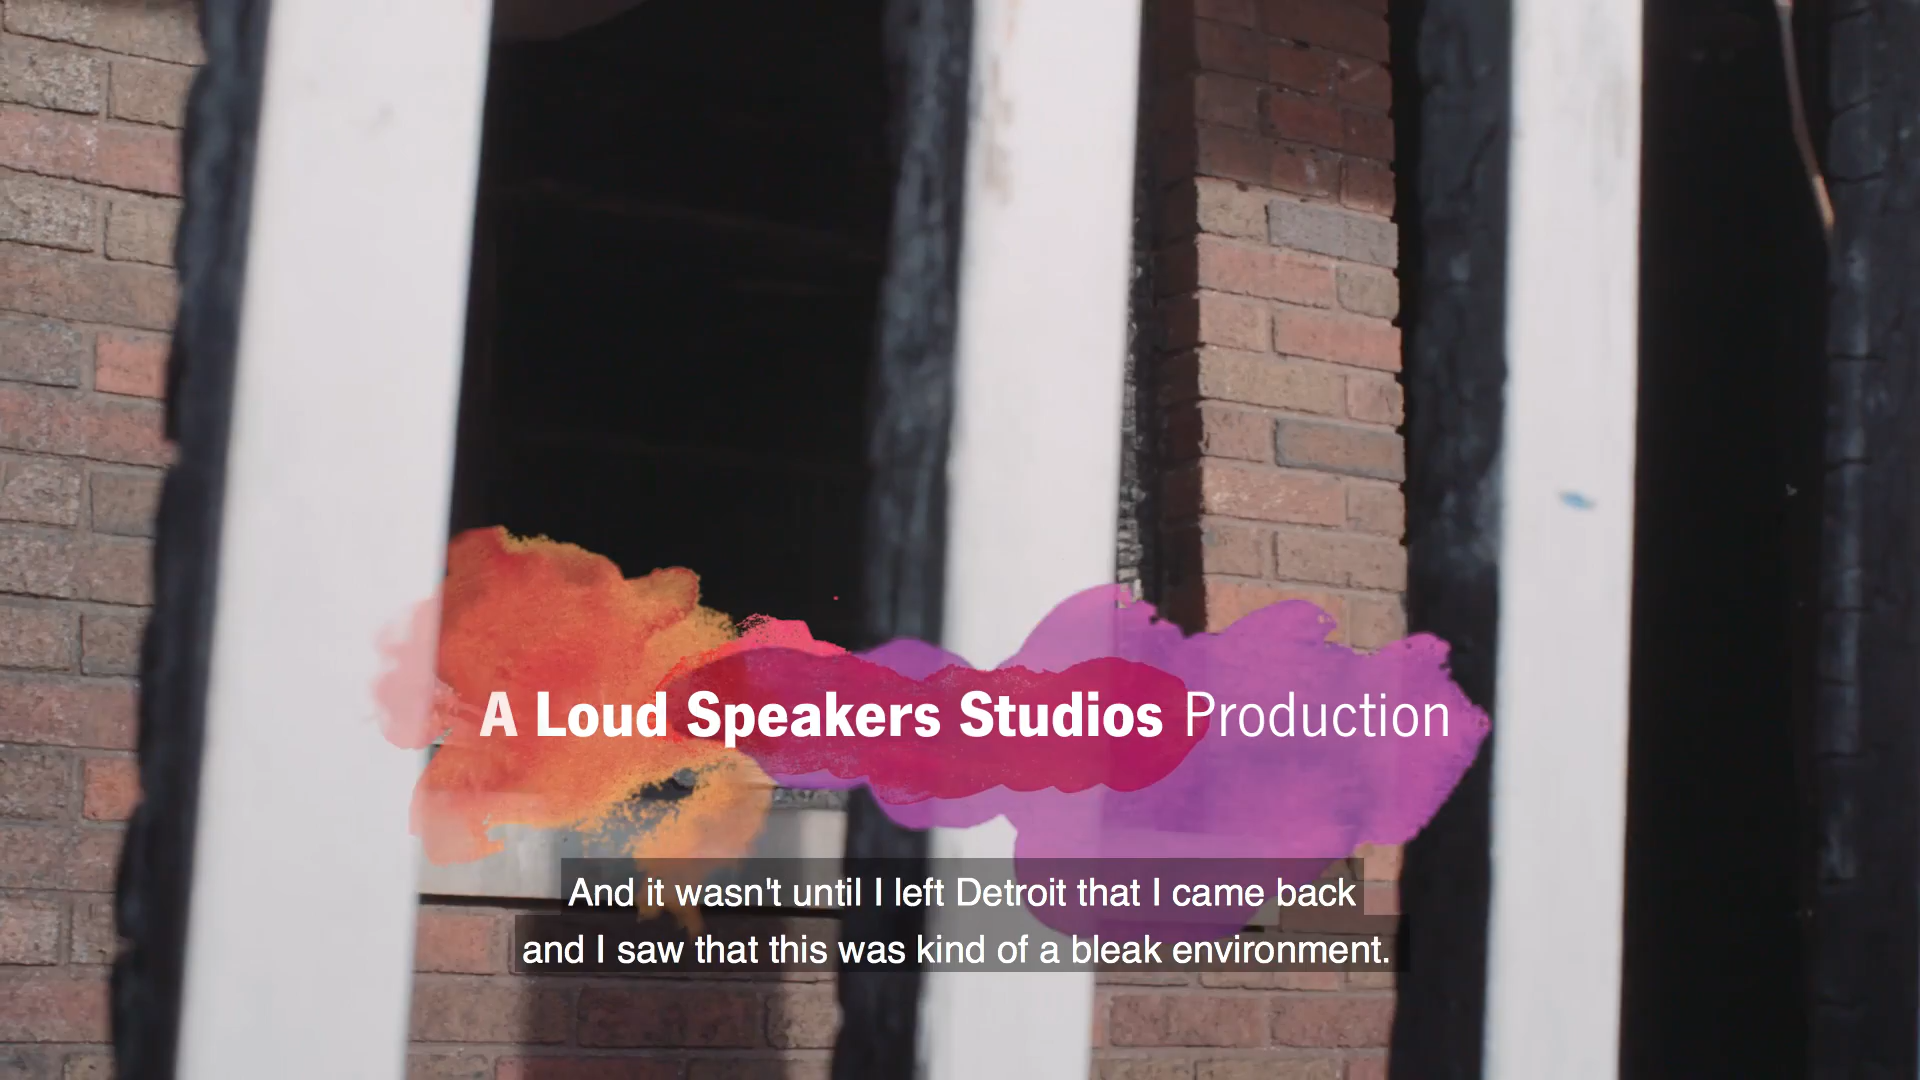 A Loud Speakers Studios Production
And it wasn't until I left Detroit that I came back
and I saw that this was kind of a bleak environment.